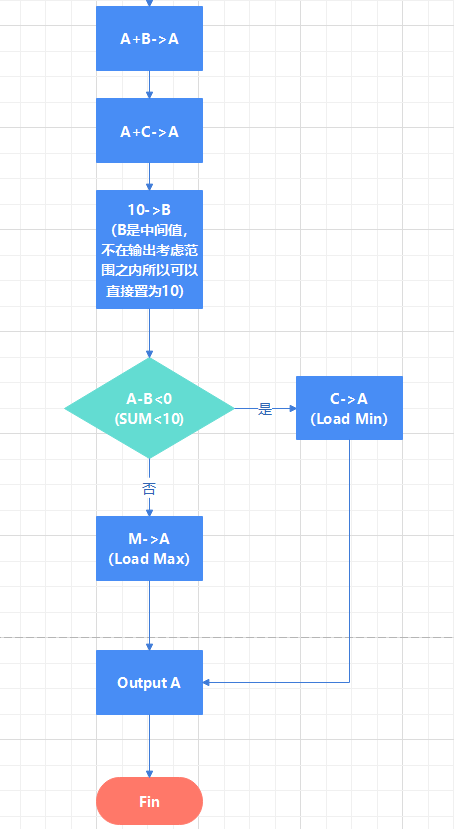 A+B->A
A+C->A
10->B
(B是中间值,
不在输出考虑范
围之内所以可以
直接置为10)
A-B<0
(SUM<10)
是
C->A
(Load Min)
否
M->A
(Load Max)
Output A
Fin